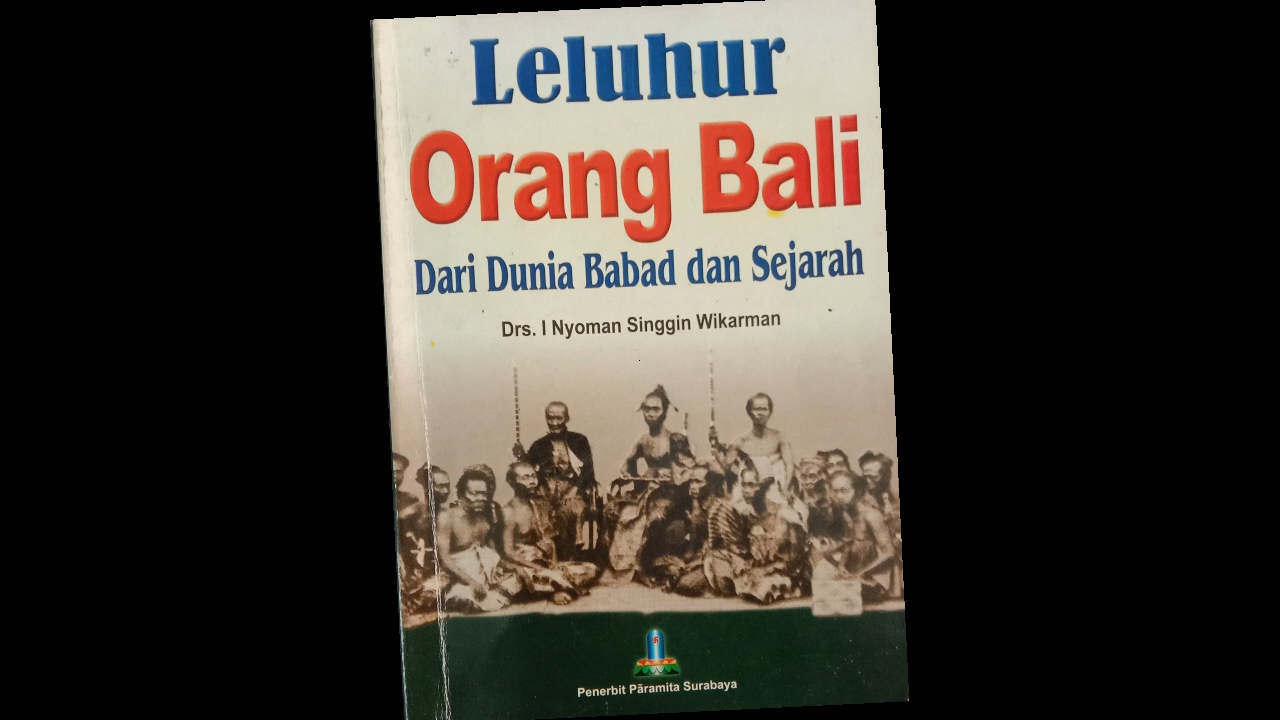 Leluhur
Orang Bali
Dari Dunia Babad dan Sejarah
Drs. I Nyoman Singgin Wikarman
Penerbit Pāramita Surabaya